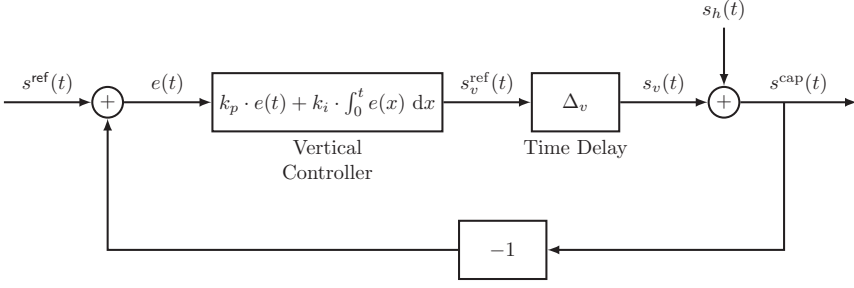 s_h(t)
s^ref(t)
+
e(t)
k_p · e(t) + k_i · ∫_0^t e(x) dx
s_v^ref(t)
Δ_v
s_v(t)
+
s^cap(t)
Vertical
Controller
Time Delay
−1